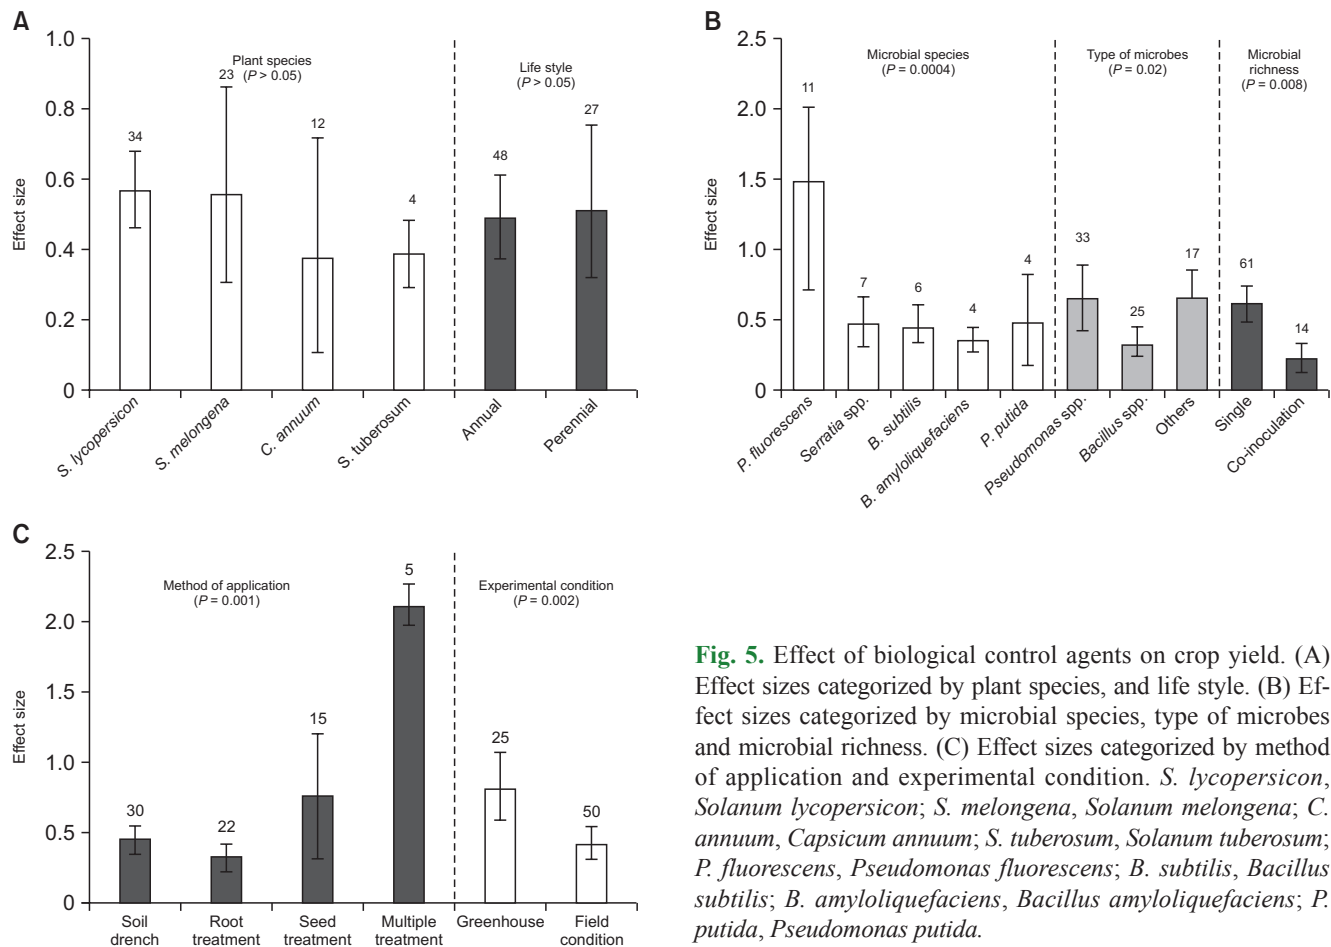 A
1.0
0.8
0.6
0.4
0.2
0
Effect size
Plant species
(P > 0.05)
Life style
(P > 0.05)
34
23
12
4
48
27
S. lycopersicon
S. melongena
C. annuum
S. tuberosum
Annual
Perennial
B
2.5
2.0
1.5
1.0
0.5
0
Effect size
Microbial species
(P = 0.0004)
Type of microbes
(P = 0.02)
Microbial
richness
(P = 0.008)
11
7
6
4
4
33
25
17
61
14
P. fluorescens
Serratia spp.
B. subtilis
B. amyloliquefaciens
P. putida
Pseudomonas spp.
Bacillus spp.
Others
Single
Co-inoculation
C
2.5
2.0
1.5
1.0
0.5
0
Effect size
Method of application
(P = 0.001)
Experimental condition
(P = 0.002)
30
22
15
5
25
50
Soil
drench
Root
treatment
Seed
treatment
Multiple
treatment
Greenhouse
Field
condition
Fig. 5. Effect of biological control agents on crop yield. (A)
Effect sizes categorized by plant species, and life style. (B) Ef-
fect sizes categorized by microbial species, type of microbes
and microbial richness. (C) Effect sizes categorized by method
of application and experimental condition. S. lycopersicon,
Solanum lycopersicon; S. melongena, Solanum melongena; C.
annuum, Capsicum annuum; S. tuberosum, Solanum tuberosum;
P. fluorescens, Pseudomonas fluorescens; B. subtilis, Bacillus
subtilis; B. amyloliquefaciens, Bacillus amyloliquefaciens; P.
putida, Pseudomonas putida.